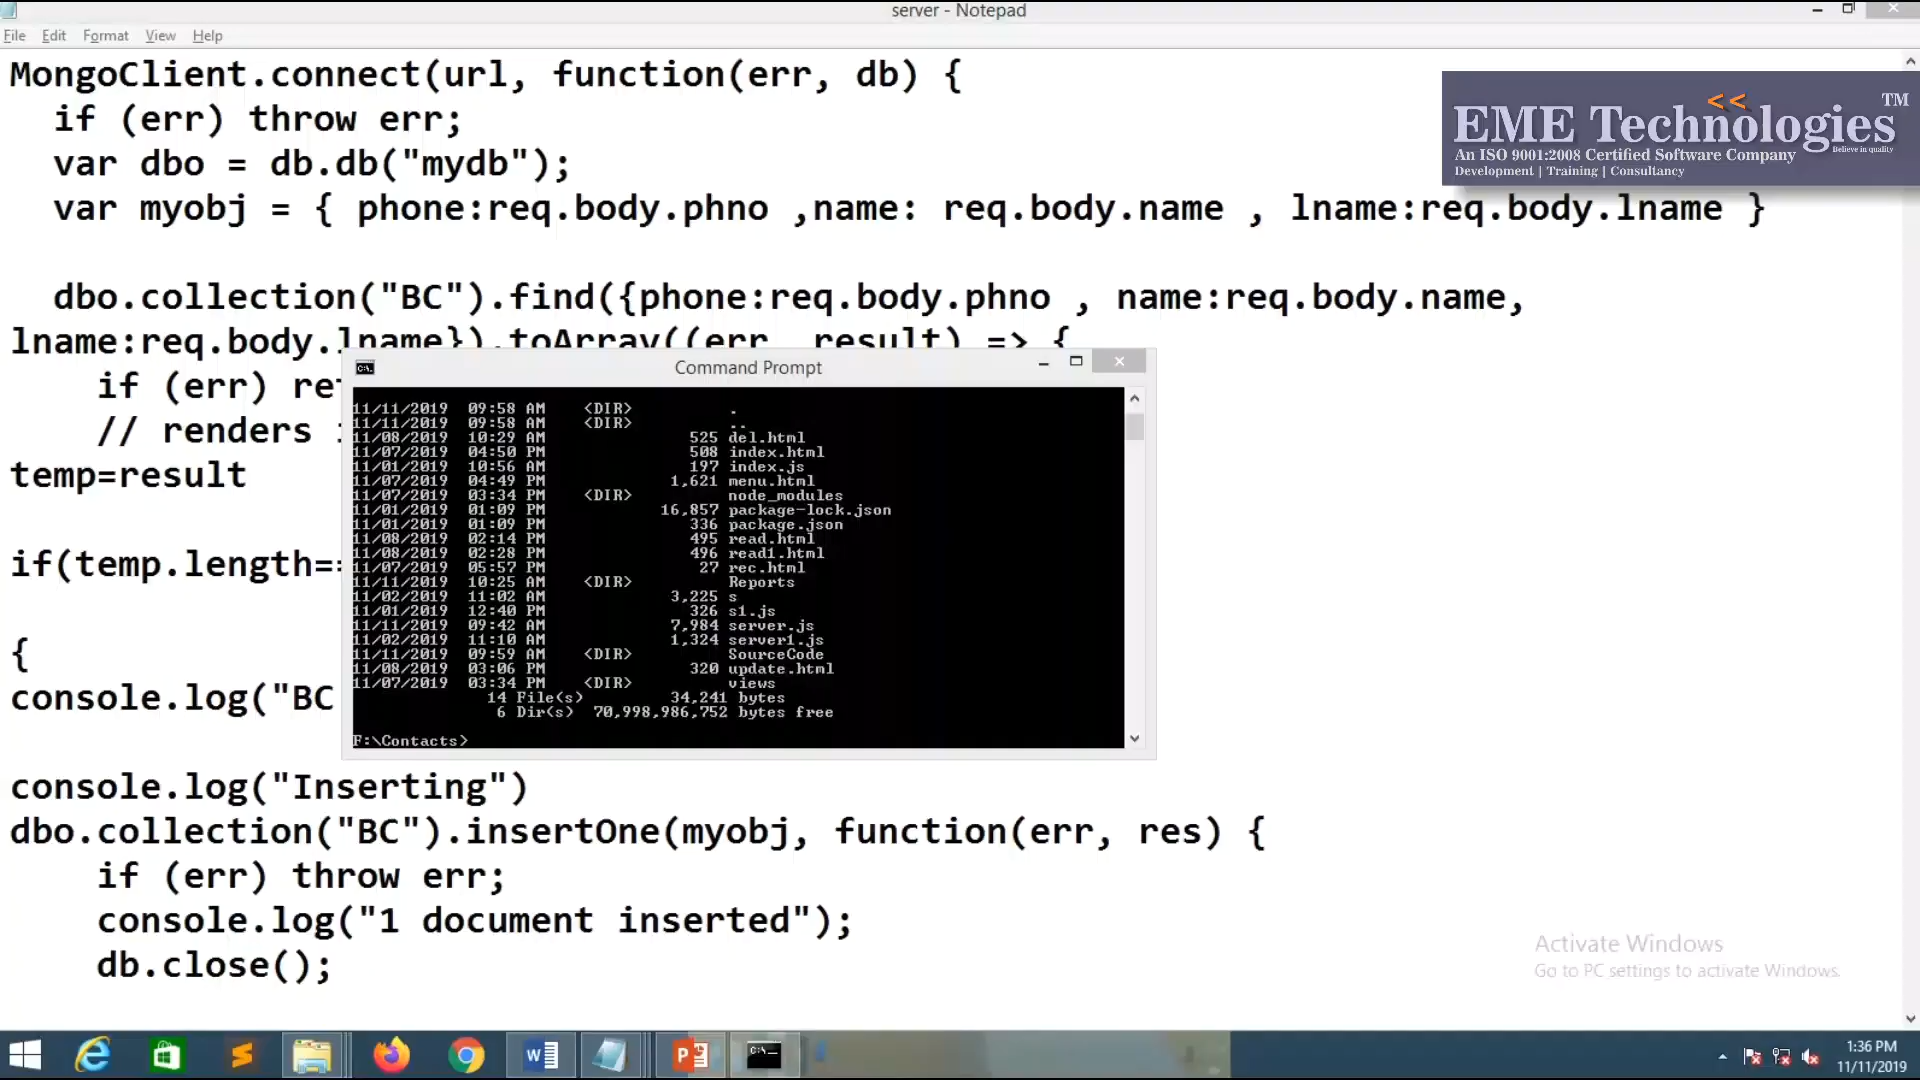 server - Notepad
File Edit Format View Help
MongoClient.connect(url, function(err, db) {
if (err) throw err;
var dbo = db.db("mydb");
var myobj = { phone:req.body.phno ,name: req.body.name , lname:req.body.lname }
<< TM
EME Technologies
Believe in quality
An ISO 9001:2008 Certified Software Company
Development | Training | Consultancy
dbo.collection("BC").find({phone:req.body.phno , name:req.body.name,
lname:req.body.lname}).toArray((err, result) => {
if (err) re
// renders
temp=result
if(temp.length==
{
console.log("BC
console.log("Inserting")
dbo.collection("BC").insertOne(myobj, function(err, res) {
if (err) throw err;
console.log("1 document inserted");
db.close();
Command Prompt
11/11/2019 09:58 AM <DIR> .
11/11/2019 09:58 AM <DIR> ..
11/08/2019 10:29 AM 525 del.html
11/07/2019 04:50 PM 508 index.html
11/01/2019 10:56 AM 197 index.js
11/07/2019 04:49 PM 1,621 menu.html
11/07/2019 03:34 PM <DIR> node_modules
11/01/2019 01:09 PM 16,857 package-lock.json
11/01/2019 01:09 PM 336 package.json
11/08/2019 02:14 PM 495 read.html
11/08/2019 02:28 PM 496 read1.html
11/07/2019 05:57 PM 27 rec.html
11/11/2019 10:25 AM <DIR> Reports
11/02/2019 11:02 AM 3,225 s
11/01/2019 12:40 PM 326 s1.js
11/11/2019 09:42 AM 7,984 server.js
11/02/2019 11:10 AM 1,324 server1.js
11/11/2019 09:59 AM <DIR> SourceCode
11/08/2019 03:06 PM 320 update.html
11/07/2019 03:34 PM <DIR> views
14 File(s) 34,241 bytes
6 Dir(s) 70,998,986,752 bytes free
F:\Contacts>
Activate Windows
Go to PC settings to activate Windows.
1:36 PM
11/11/2019